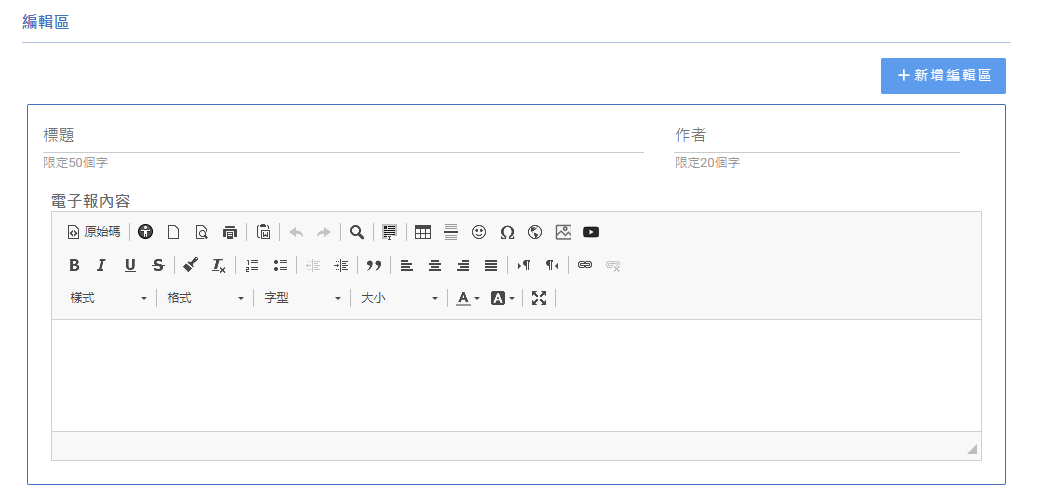 編輯區
+新增編輯區
標題
作者
限定50個字
限定20個字
電子報內容
原始碼
樣式 格式 字型 大小